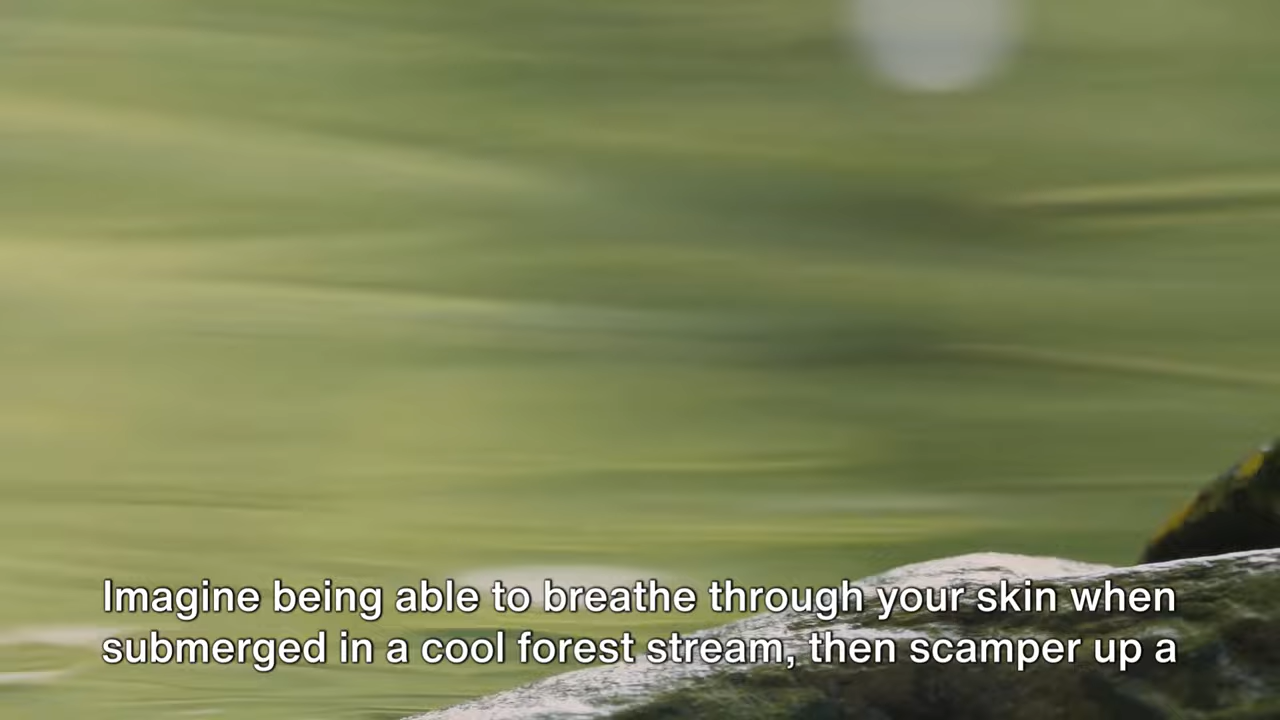 Imagine being able to breathe through your skin when
submerged in a cool forest stream, then scamper up a